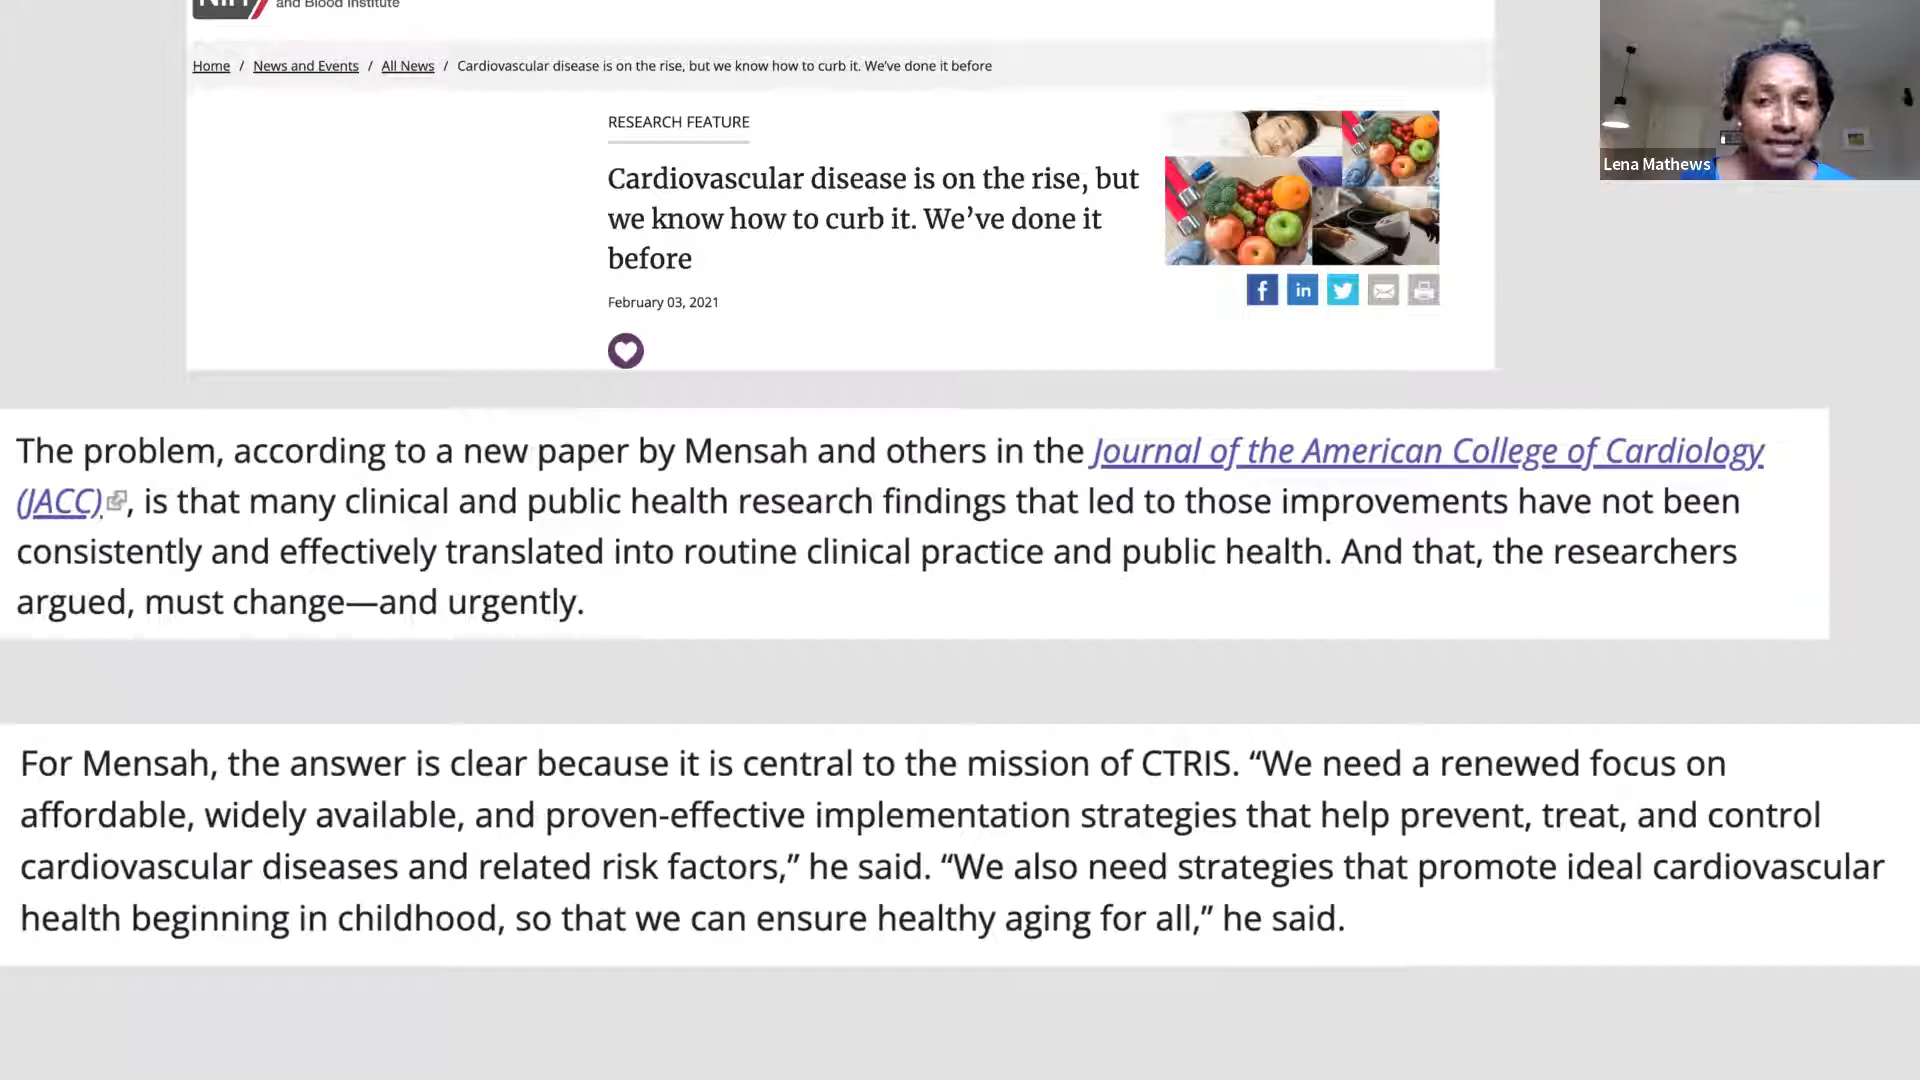 NIH
and Blood Institute
Home / News and Events / All News / Cardiovascular disease is on the rise, but we know how to curb it. We've done it before
RESEARCH FEATURE
Cardiovascular disease is on the rise, but
we know how to curb it. We’ve done it
before
February 03, 2021
f in
Lena Mathews
The problem, according to a new paper by Mensah and others in the Journal of the American College of Cardiology
(JACC), is that many clinical and public health research findings that led to those improvements have not been
consistently and effectively translated into routine clinical practice and public health. And that, the researchers
argued, must change—and urgently.
For Mensah, the answer is clear because it is central to the mission of CTRIS. “We need a renewed focus on
affordable, widely available, and proven-effective implementation strategies that help prevent, treat, and control
cardiovascular diseases and related risk factors,” he said. “We also need strategies that promote ideal cardiovascular
health beginning in childhood, so that we can ensure healthy aging for all,” he said.